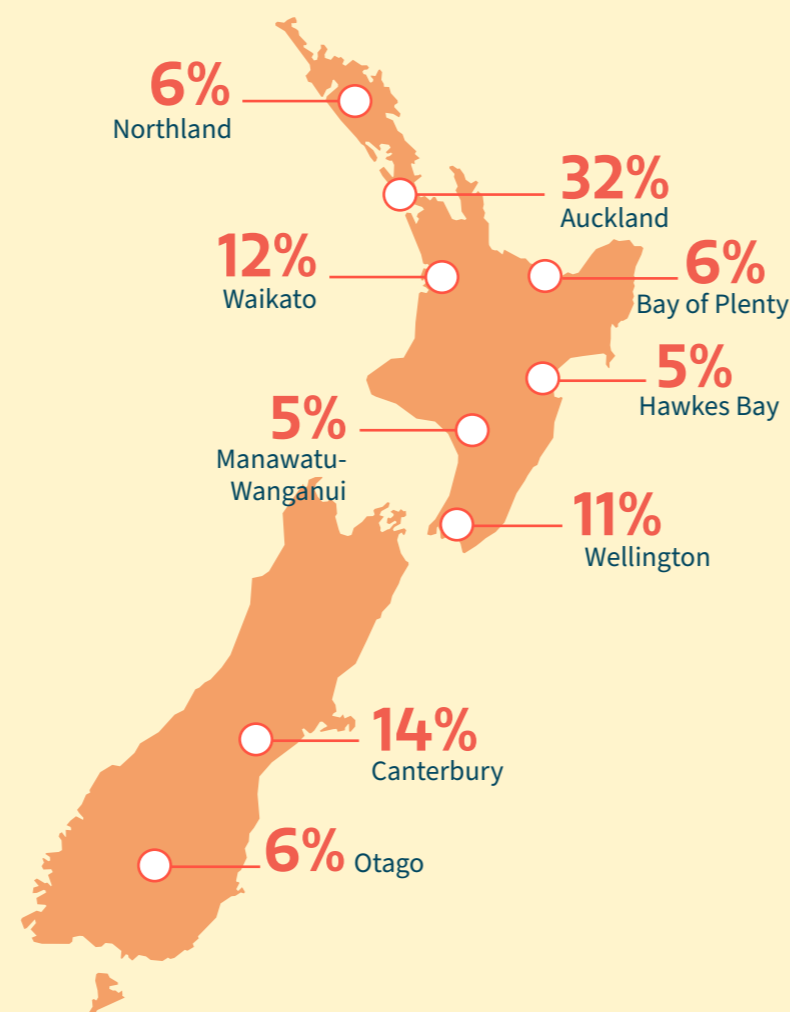 6%
Northland
32%
Auckland
12%
Waikato
6%
Bay of Plenty
5%
Hawkes Bay
5%
Manawatu-
Wanganui
11%
Wellington
14%
Canterbury
6% Otago